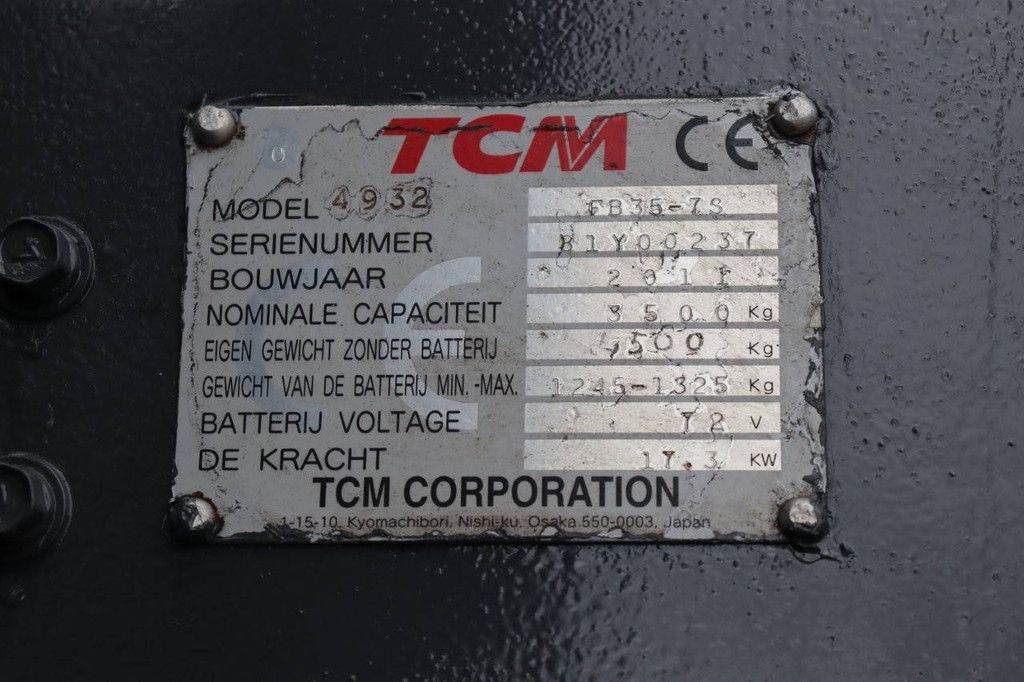 TCM CE
MODEL 4932 FB35-7S
SERIENUMMER B1Y00237
BOUWJAAR 2011
NOMINALE CAPACITEIT 3500 Kg
EIGEN GEWICHT ZONDER BATTERIJ 4500 Kg
GEWICHT VAN DE BATTERIJ MIN.-MAX. 1245-1325 Kg
BATTERIJ VOLTAGE 72 V
DE KRACHT 17.3 KW
TCM CORPORATION
1-15-10, Kyomachibori, Nishi-ku, Osaka 550-0003, Japan